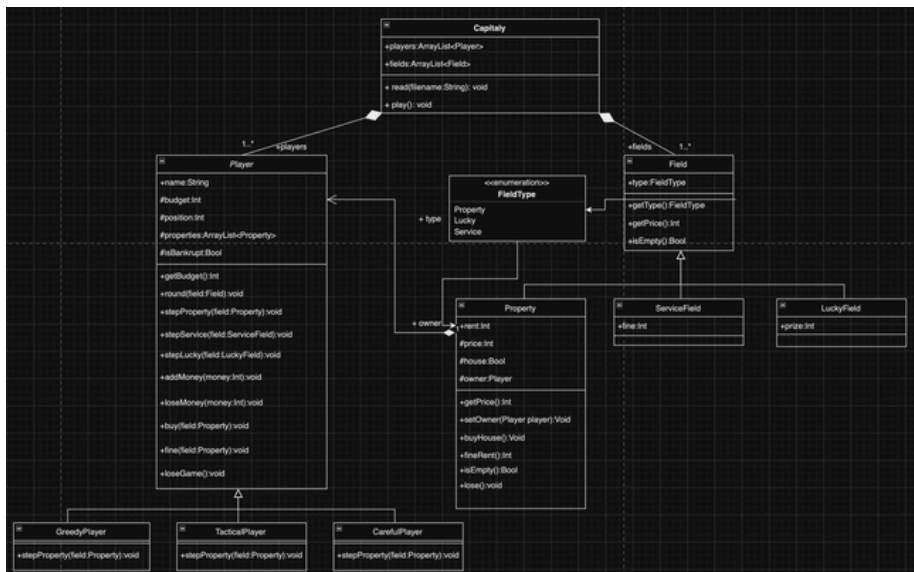 Capitaly
+players:ArrayList<Player>
+fields:ArrayList<Field>
+ read(filename:String): void
+ play(): void
1..*
+players
+fields
1..*
Player
+name:String
#budget:Int
#position:Int
#properties:ArrayList<Property>
#isBankrupt:Bool
+getBudget():Int
+round(field:Field):void
+stepProperty(field:Property):void
+stepService(field:ServiceField):void
+stepLucky(field:LuckyField):void
+addMoney(money:Int):void
+loseMoney(money:Int):void
+buy(field:Property):void
+fine(field:Property):void
+loseGame():void
<<enumeration>>
FieldType
Property
Lucky
Service
+ type
Field
+type:FieldType
+getType():FieldType
+getPrice():Int
+isEmpty():Bool
+ owner
Property
+rent:Int
#price:Int
#house:Bool
#owner:Player
+getPrice():Int
+setOwner(Player player):Void
+buyHouse():Void
+fineRent():Int
+isEmpty():Bool
+lose():void
ServiceField
+fine:Int
LuckyField
+prize:Int
GreedyPlayer
+stepProperty(field:Property):void
TacticalPlayer
+stepProperty(field:Property):void
CarefulPlayer
+stepProperty(field:Property):void